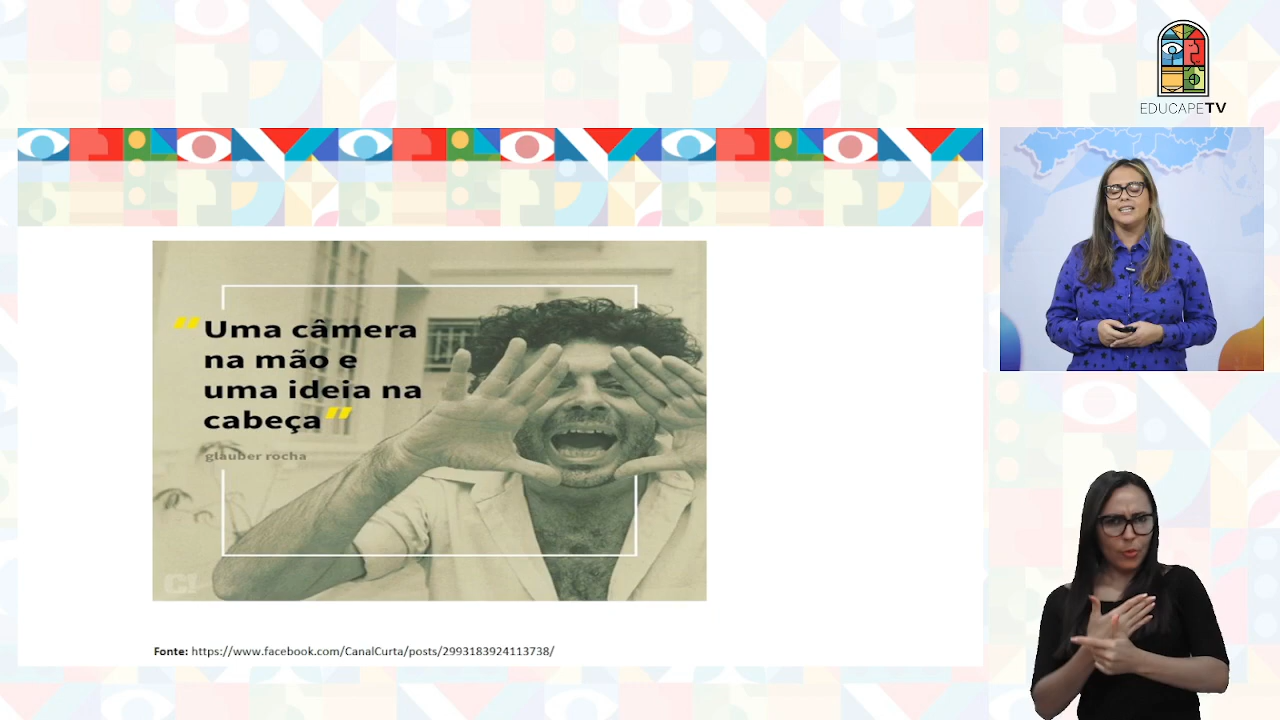 EDUCAPETV
“Uma câmera
na mão e
uma ideia na
cabeça”
glauber rocha
Fonte: https://www.facebook.com/CanalCurta/posts/2993183924113738/